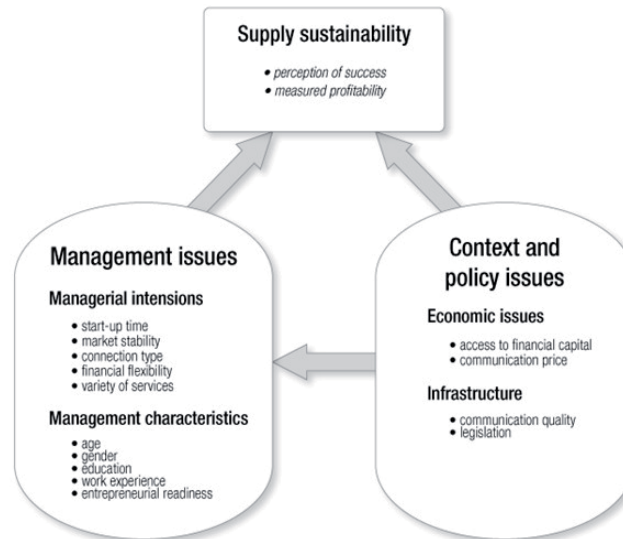 Supply sustainability
• perception of success
• measured profitability
Management issues
Managerial intensions
• start-up time
• market stability
• connection type
• financial flexibility
• variety of services
Management characteristics
• age
• gender
• education
• work experience
• entrepreneurial readiness
Context and
policy issues
Economic issues
• access to financial capital
• communication price
Infrastructure
• communication quality
• legislation